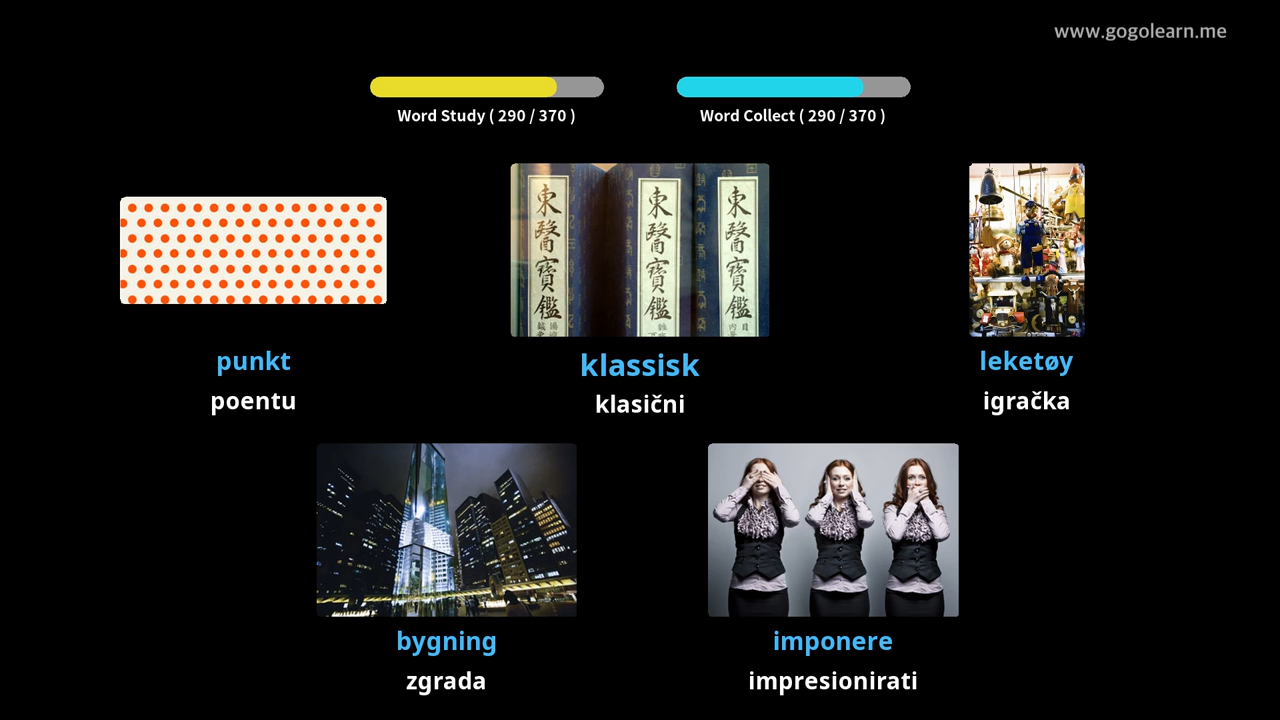 www.gogolearn.me
Word Study ( 290 / 370 )
Word Collect ( 290 / 370 )
東醫寶鑑
東醫寶鑑
東醫寶鑑
punkt
poentu
klassisk
klasični
leketøy
igračka
bygning
zgrada
imponere
impresionirati